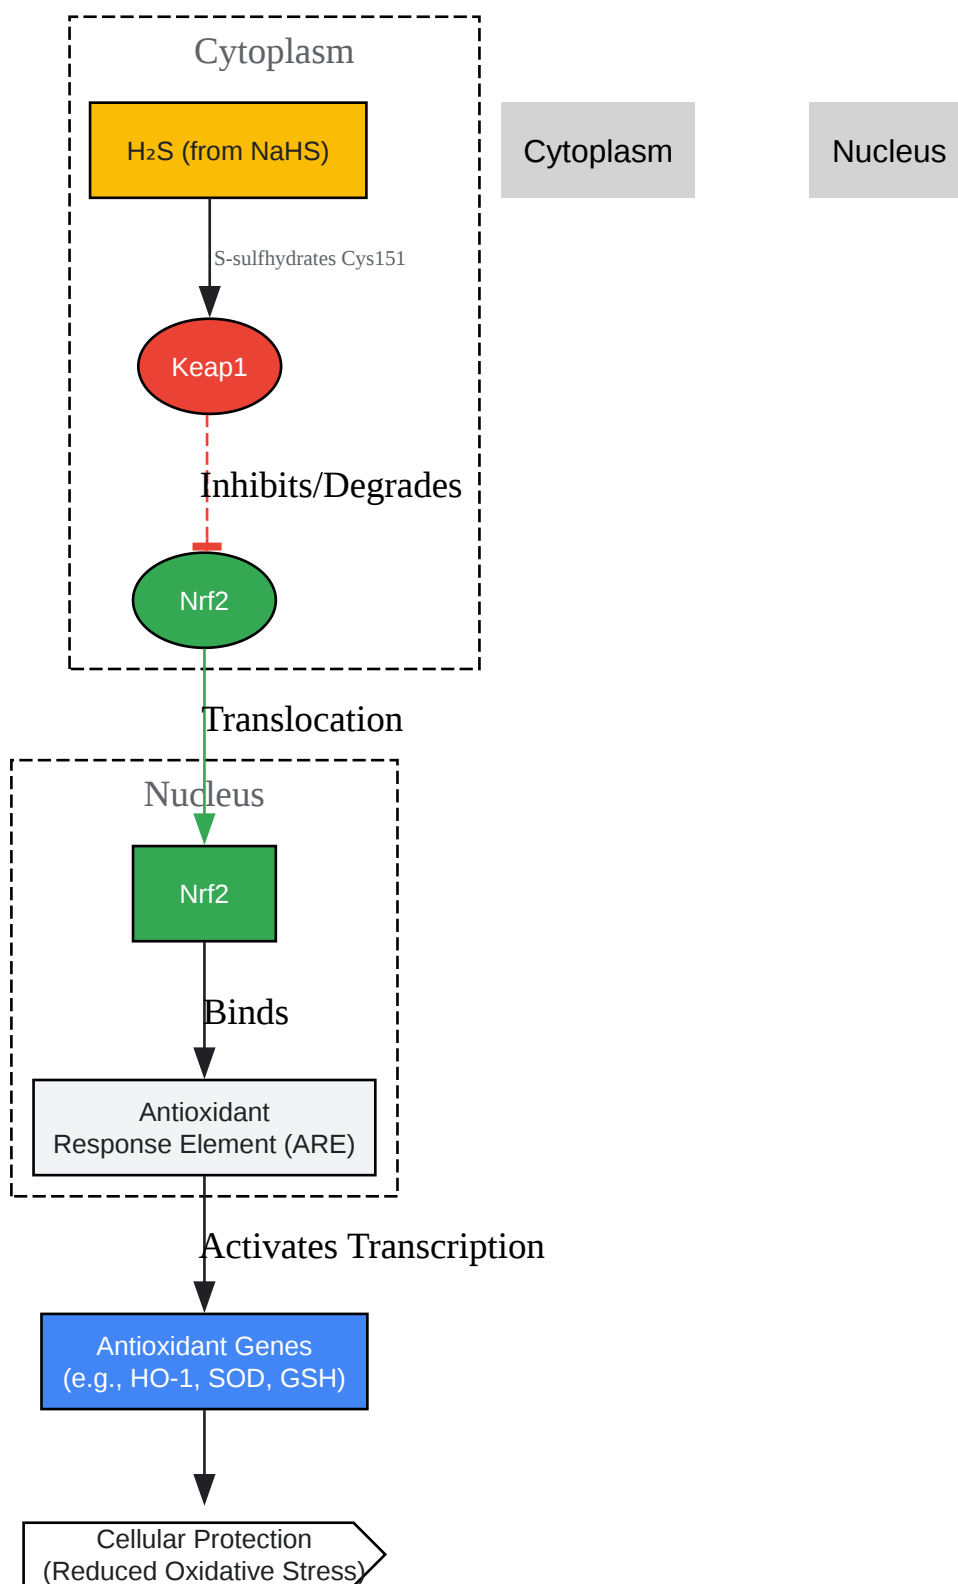 Cytoplasm
H₂S (from NaHS)
Cytoplasm
Nucleus
S-sulfhydrates Cys151
Keap1
Inhibits/Degrades
Nrf2
Translocation
Nucleus
Nrf2
Binds
Antioxidant
Response Element (ARE)
Activates Transcription
Antioxidant Genes
(e.g., HO-1, SOD, GSH)
Cellular Protection
(Reduced Oxidative Stress)